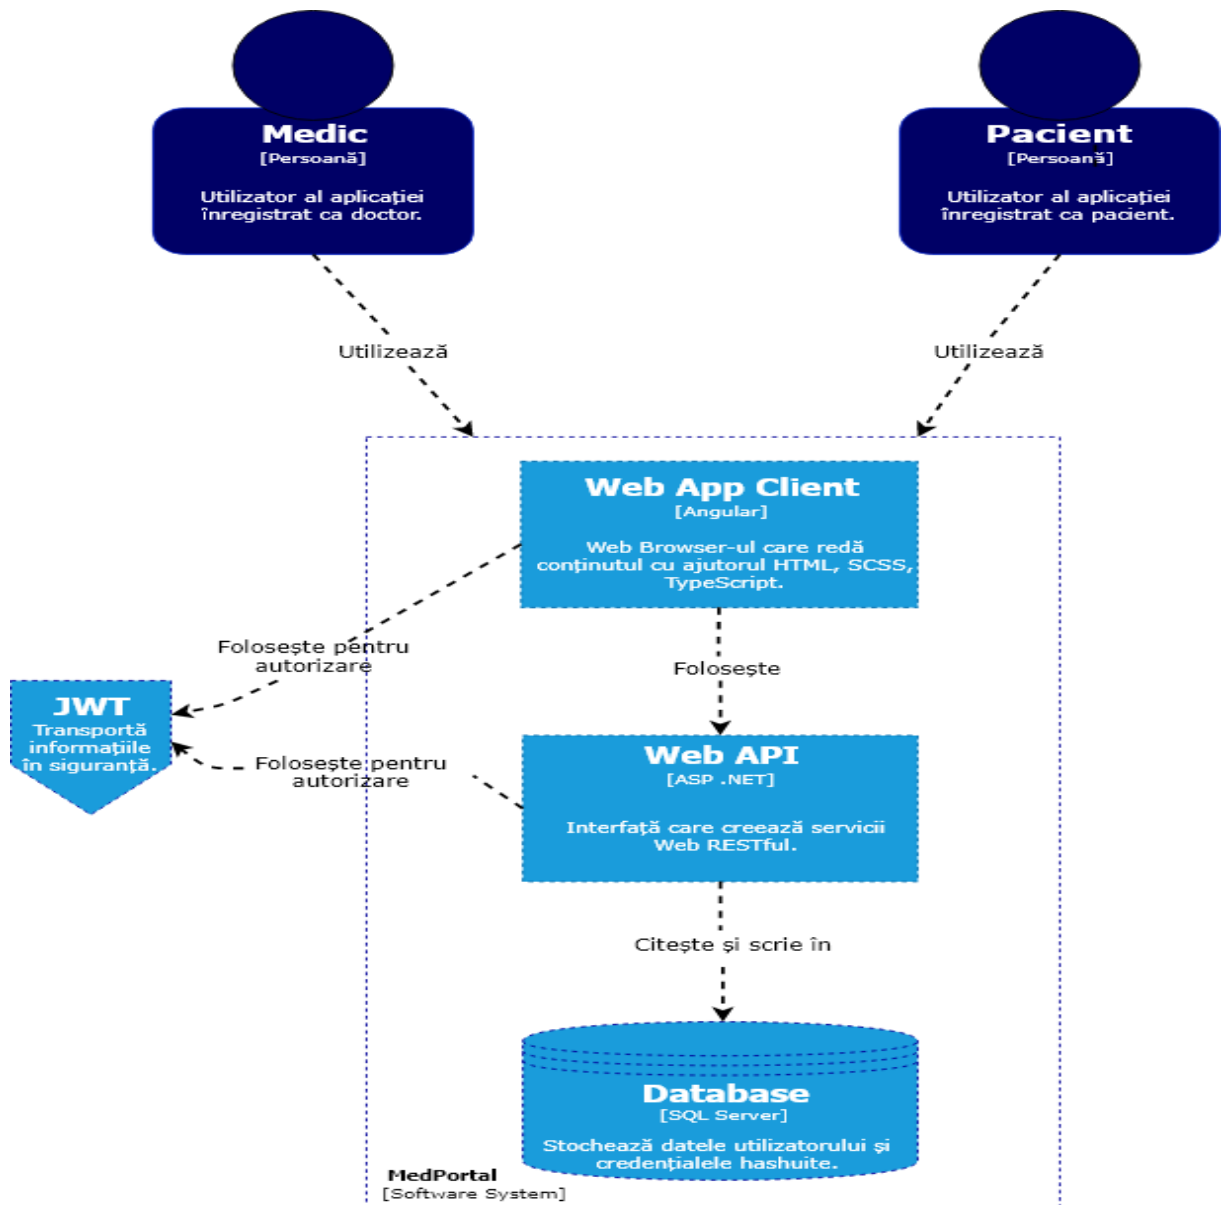 Medic
[Persoană]
Utilizator al aplicației
înregistrat ca doctor.
Pacient
[Persoană]
Utilizator al aplicației
înregistrat ca pacient.
Utilizează
Utilizează
Web App Client
[Angular]
Web Browser-ul care redă
conținutul cu ajutorul HTML, SCSS,
TypeScript.
Folosește pentru
autorizare
Folosește
JWT
Transportă
informațiile
în siguranță.
Folosește pentru
autorizare
Web API
[ASP .NET]
Interfață care creează servicii
Web RESTful.
Citește și scrie în
Database
[SQL Server]
Stochează datele utilizatorului și
credențialele hashuite.
MedPortal
[Software System]